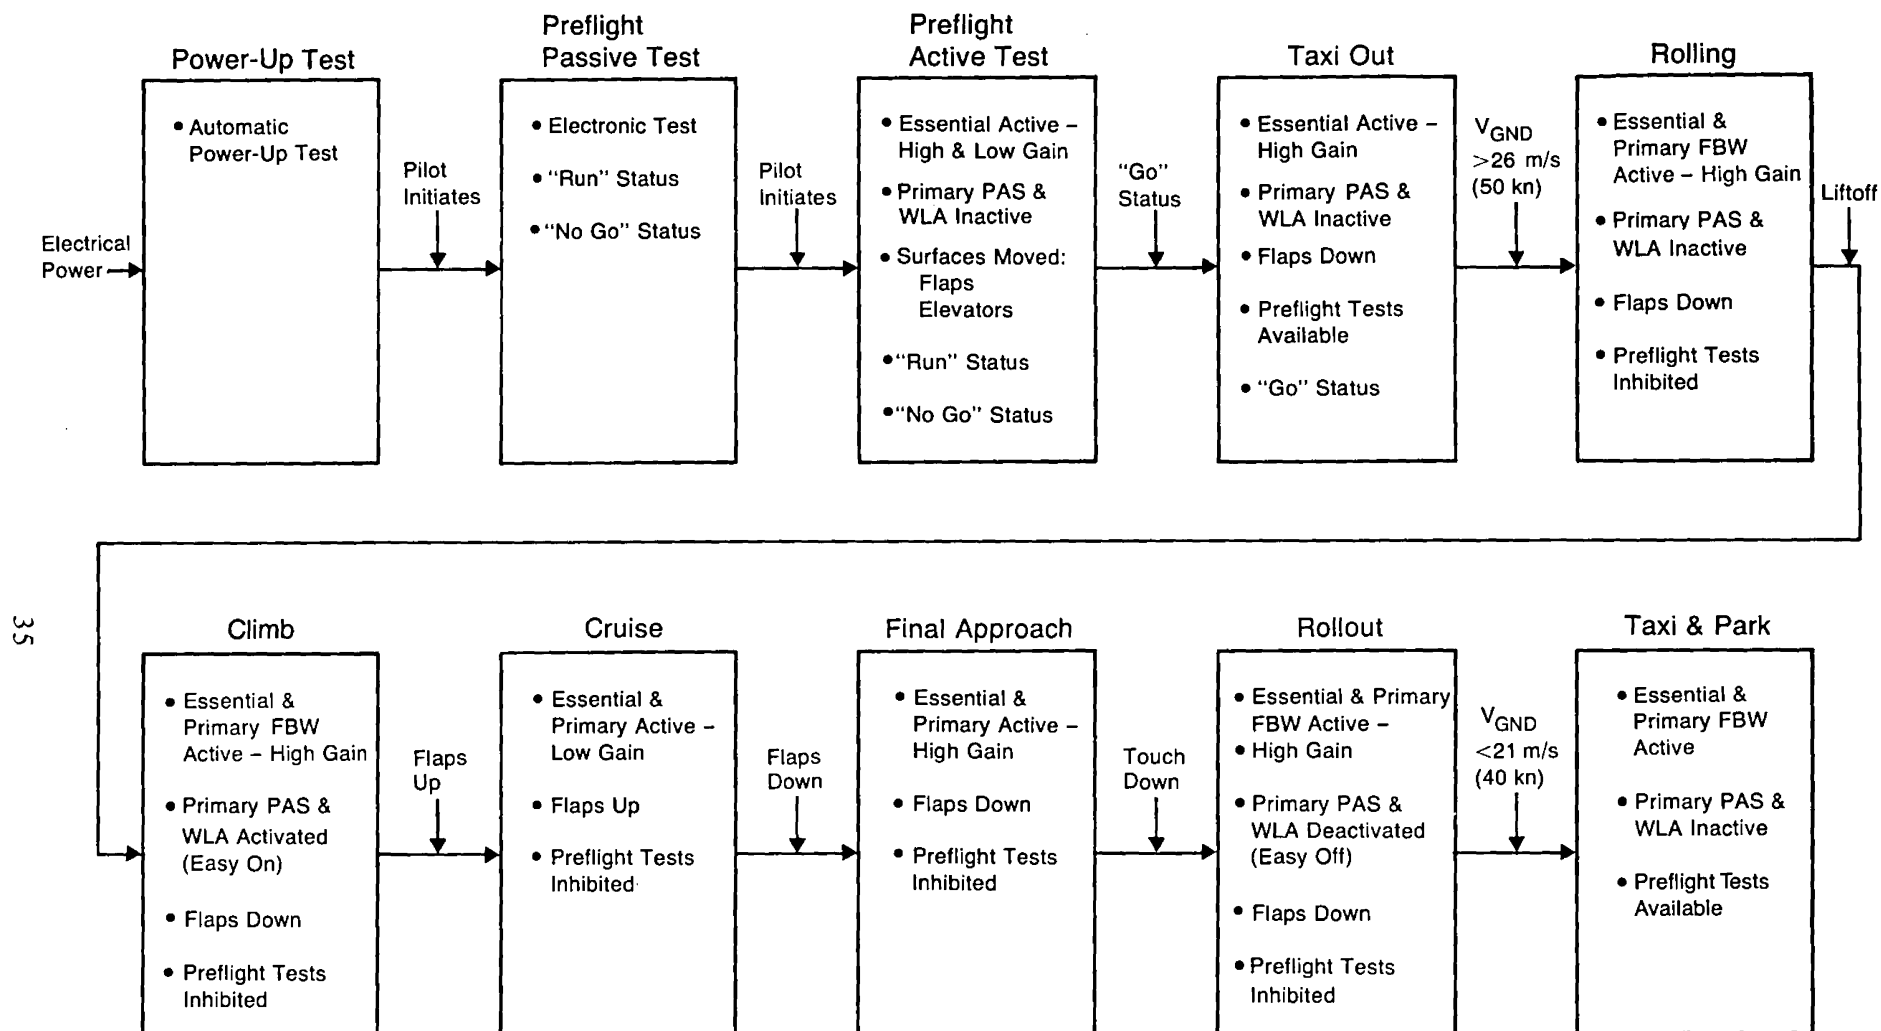 Power-Up Test
• Automatic
Power-Up Test
Electrical
Power
Pilot
Initiates
Preflight
Passive Test
• Electronic Test
• “Run” Status
• “No Go” Status
Pilot
Initiates
Preflight
Active Test
• Essential Active –
High & Low Gain
• Primary PAS &
WLA Inactive
• Surfaces Moved:
Flaps
Elevators
• “Run” Status
• “No Go” Status
“Go”
Status
Taxi Out
• Essential Active –
High Gain
• Primary PAS &
WLA Inactive
• Flaps Down
• Preflight Tests
Available
• “Go” Status
VGND
>26 m/s
(50 kn)
Rolling
• Essential &
Primary FBW
Active – High Gain
• Primary PAS &
WLA Inactive
• Flaps Down
• Preflight Tests
Inhibited
Liftoff
35
Climb
• Essential &
Primary FBW
Active – High Gain
• Primary PAS &
WLA Activated
(Easy On)
• Flaps Down
• Preflight Tests
Inhibited
Flaps
Up
Cruise
• Essential &
Primary Active –
Low Gain
• Flaps Up
• Preflight Tests
Inhibited
Flaps
Down
Final Approach
• Essential &
Primary Active –
High Gain
• Flaps Down
• Preflight Tests
Inhibited
Touch
Down
Rollout
• Essential & Primary
FBW Active –
• High Gain
• Primary PAS &
WLA Deactivated
(Easy Off)
• Flaps Down
• Preflight Tests
Inhibited
VGND
<21 m/s
(40 kn)
Taxi & Park
• Essential &
Primary FBW
Active
• Primary PAS &
WLA Inactive
• Preflight Tests
Available